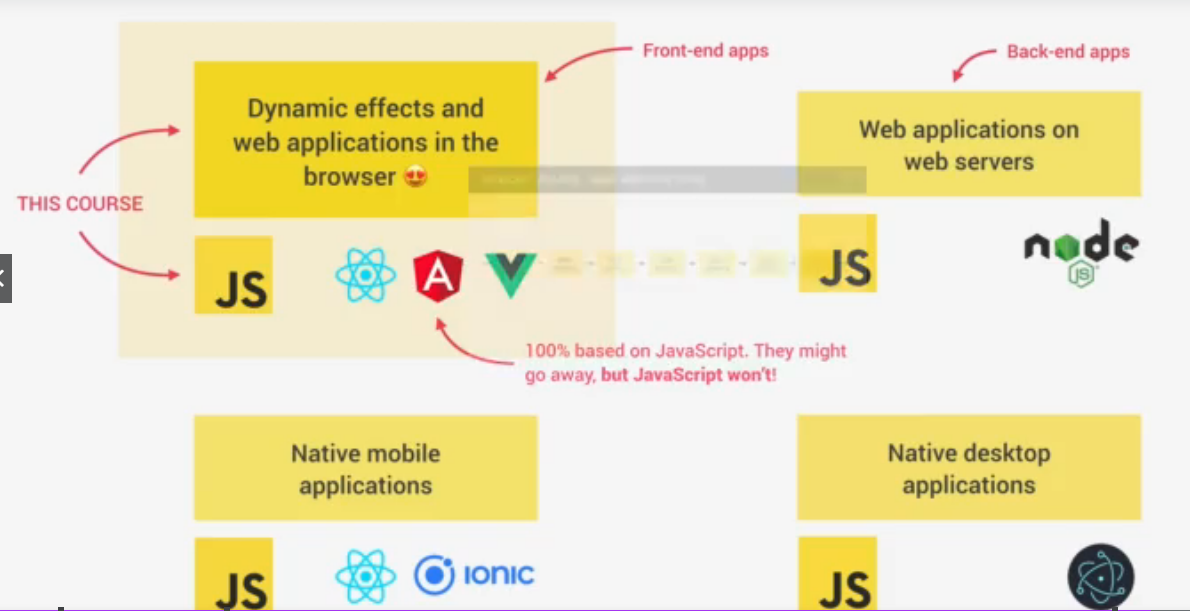 Front-end apps
Back-end apps
Dynamic effects and
web applications in the
browser 😍
Web applications on
web servers
THIS COURSE
JS
A
JS
node
JS
100% based on JavaScript. They might
go away, but JavaScript won't!
Native mobile
applications
Native desktop
applications
JS
IONIC
JS